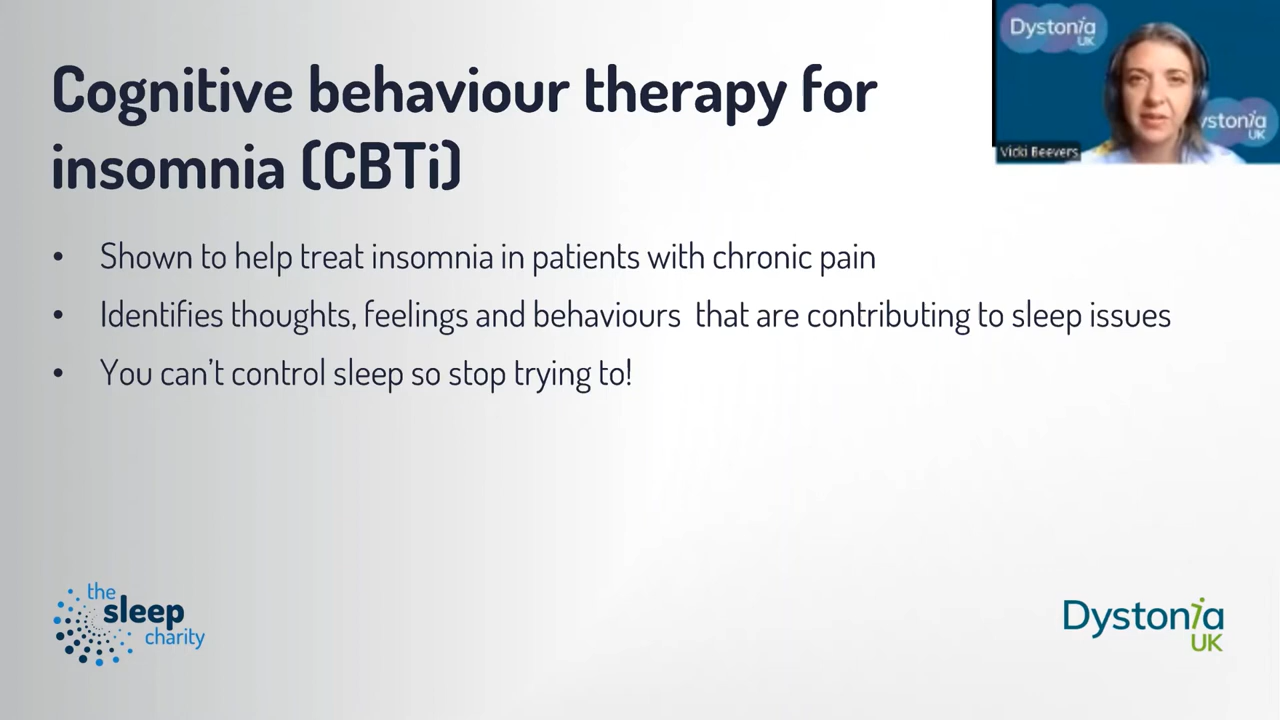 Cognitive behaviour therapy for
insomnia (CBTi)
• Shown to help treat insomnia in patients with chronic pain
• Identifies thoughts, feelings and behaviours that are contributing to sleep issues
• You can't control sleep so stop trying to!
Dystonia
UK
ystonia
UK
Vicki Beevers
the
sleep
charity
Dystonia
UK